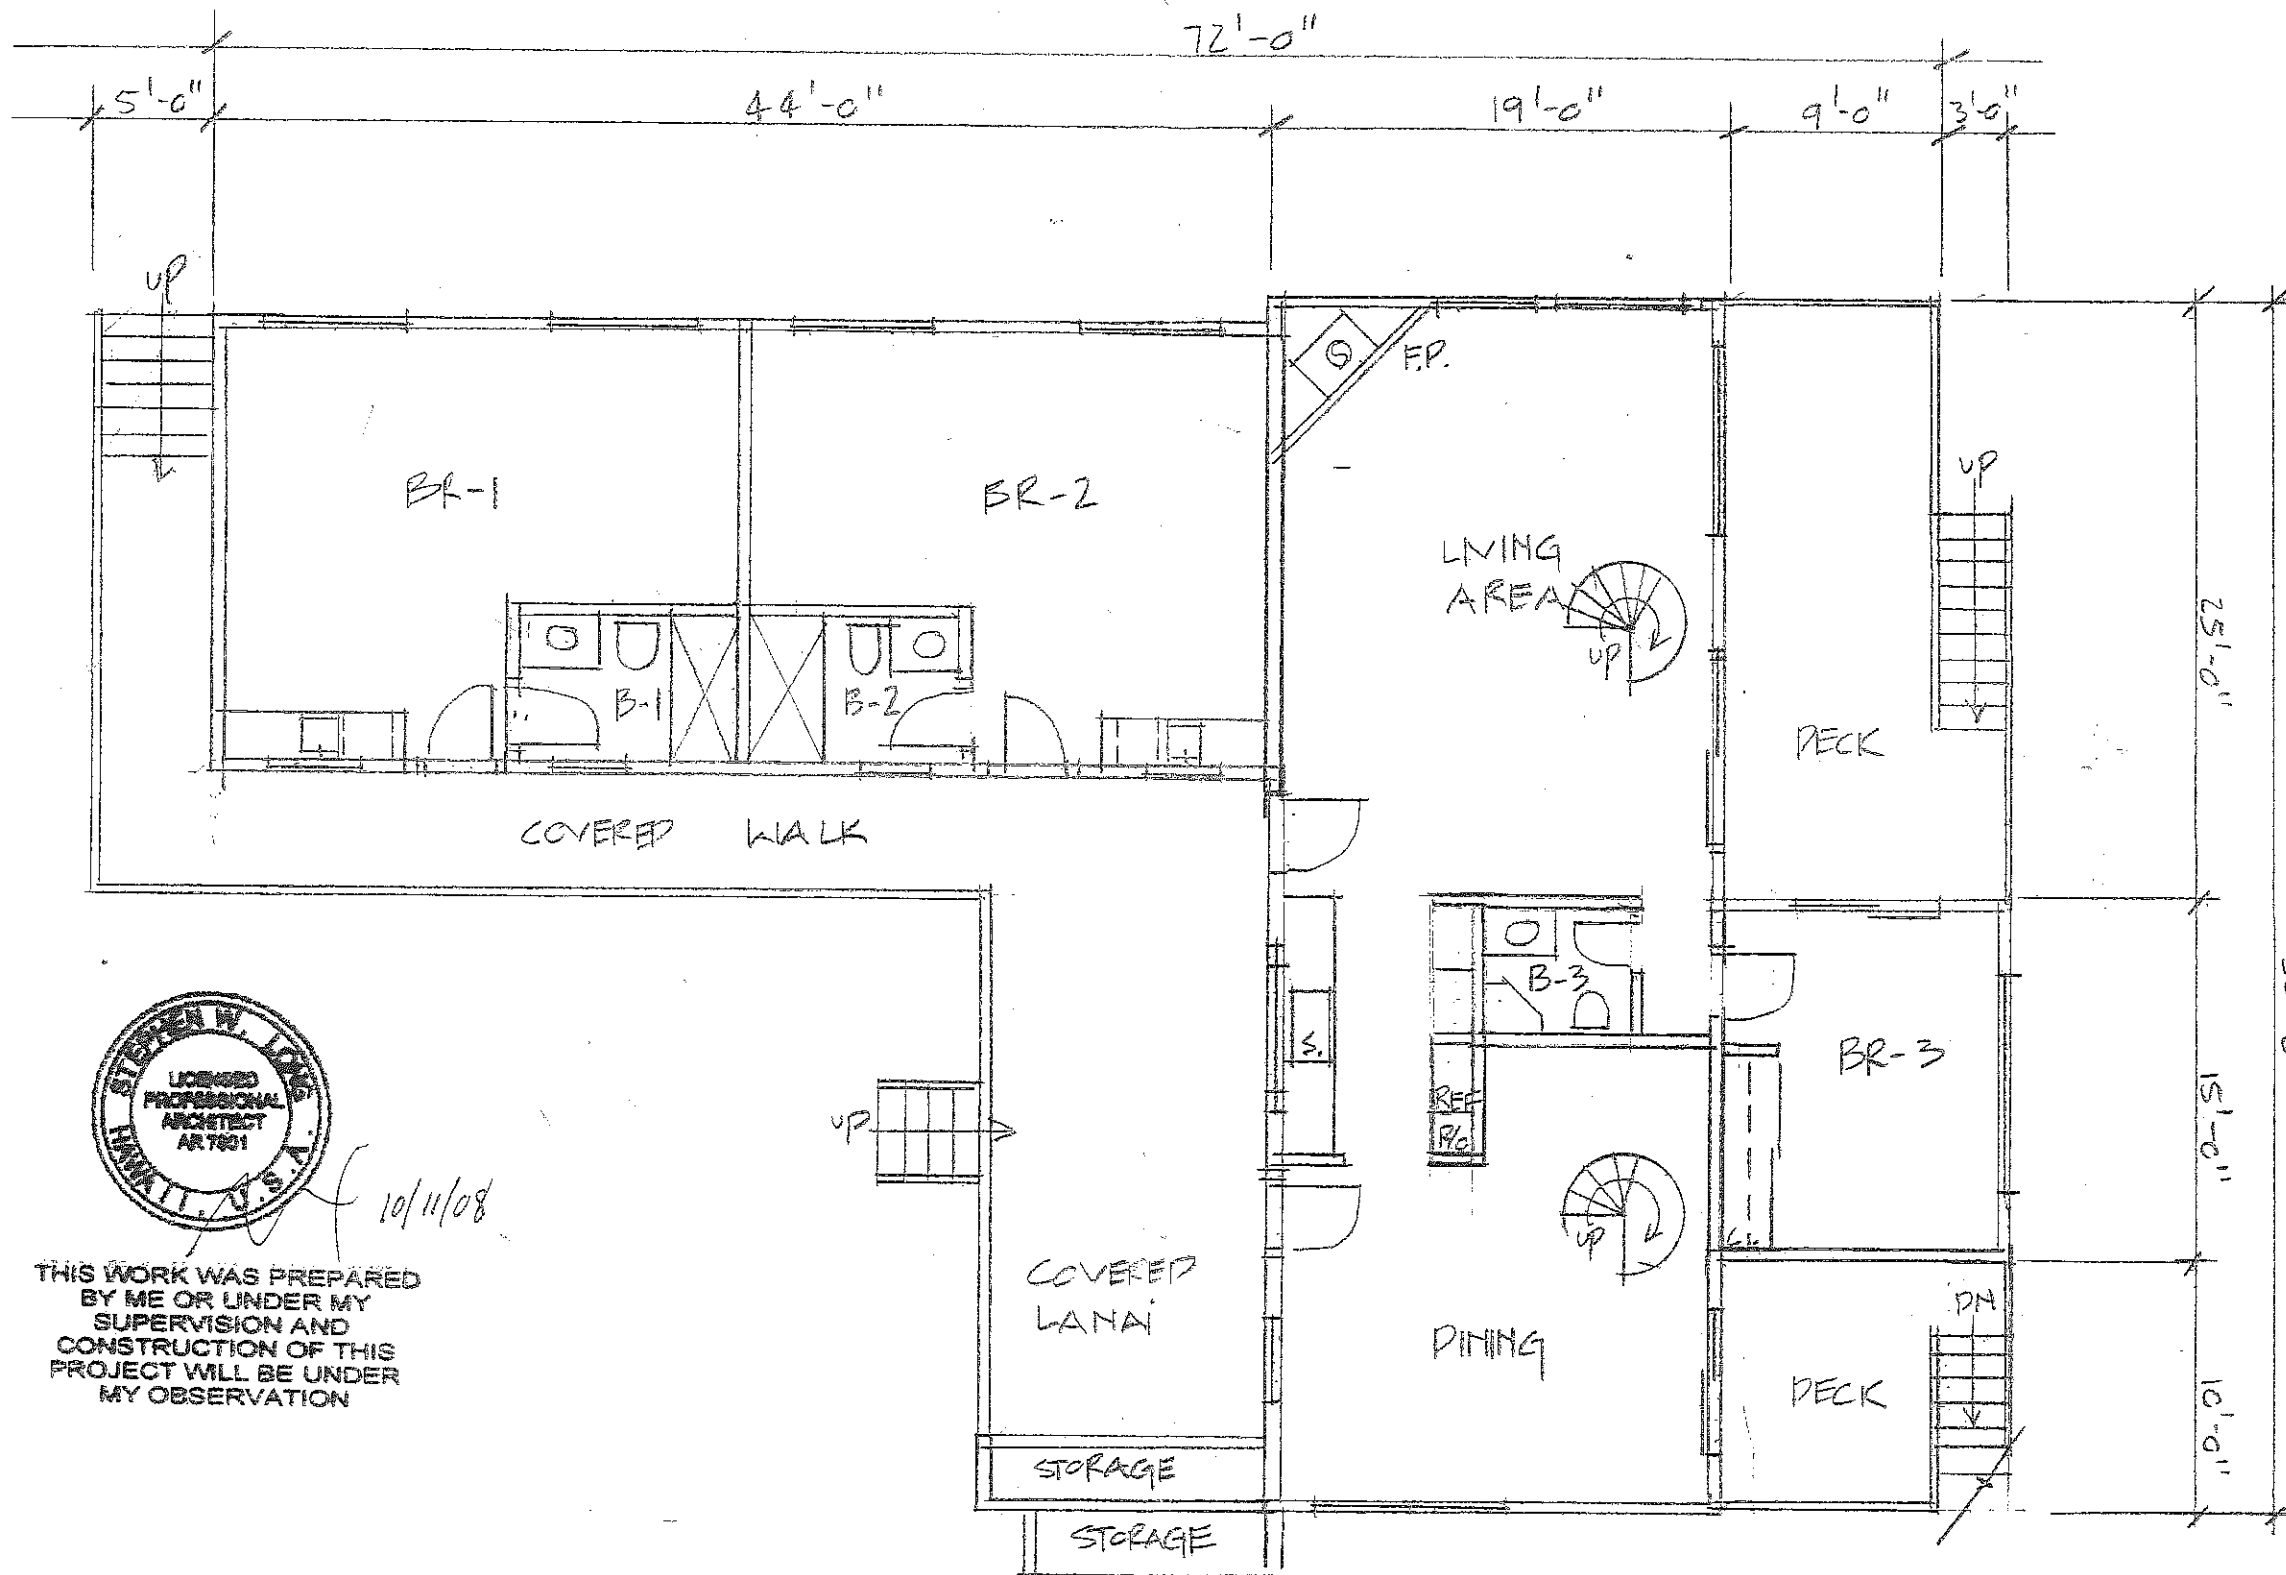 72'-0"
5'-0"
44'-0"
19'-0"
9'-0"
3'-0"
UP
F.P.
BR-1
BR-2
LIVING
AREA
UP
UP
25'-0"
B-1
B-2
DECK
COVERED WALK
B-3
S.
BR-3
REF
UP
15'-0"
UP
CL.
STEPHEN W. LONG
LICENSED
PROFESSIONAL
ARCHITECT
HAWAII, U.S.A.
10/11/08
THIS WORK WAS PREPARED
BY ME OR UNDER MY
SUPERVISION AND
CONSTRUCTION OF THIS
PROJECT WILL BE UNDER
MY OBSERVATION
COVERED
LANAI
DINING
DN
DECK
10'-0"
STORAGE
STORAGE